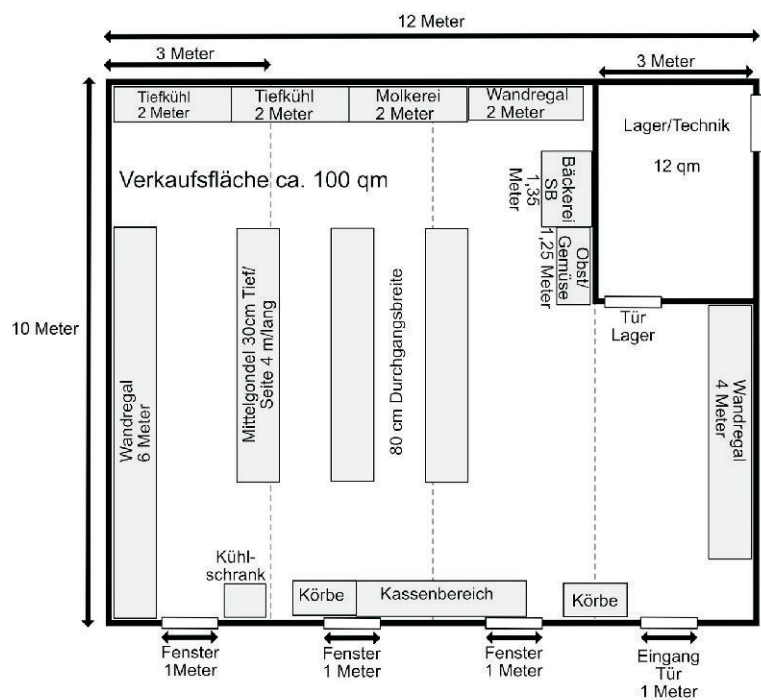 12 Meter
3 Meter
3 Meter
Tiefkühl
2 Meter
Tiefkühl
2 Meter
Molkerei
2 Meter
Wandregal
2 Meter
Lager/Technik
12 qm
Verkaufsfläche ca. 100 qm
Bäckerei
SB
1,35
Meter
Obst/
Gemüse
1,25 Meter
10 Meter
Wandregal
6 Meter
Mittelgondel 30cm Tief/
Seite 4 m/lang
80 cm Durchgangsbreite
Tür
Lager
Wandregal
4 Meter
Kühl-
schrank
Körbe
Kassenbereich
Körbe
Fenster
1Meter
Fenster
1 Meter
Fenster
1 Meter
Eingang
Tür
1 Meter